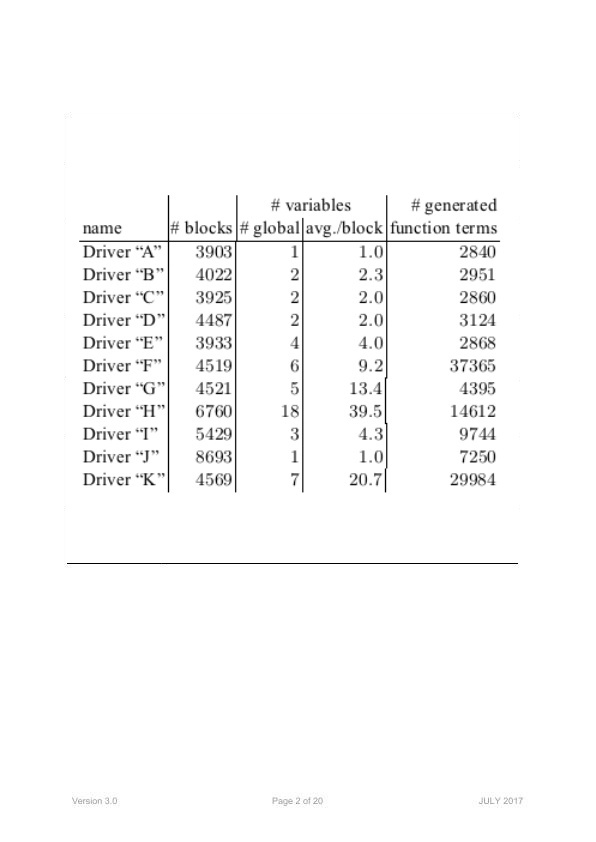 # variables # generated
name # blocks # global avg./block function terms
Driver “A” 3903 1 1.0 2840
Driver “B” 4022 2 2.3 2951
Driver “C” 3925 2 2.0 2860
Driver “D” 4487 2 2.0 3124
Driver “E” 3933 4 4.0 2868
Driver “F” 4519 6 9.2 37365
Driver “G” 4521 5 13.4 4395
Driver “H” 6760 18 39.5 14612
Driver “I” 5429 3 4.3 9744
Driver “J” 8693 1 1.0 7250
Driver “K” 4569 7 20.7 29984
Version 3.0 Page 2 of 20 JULY 2017